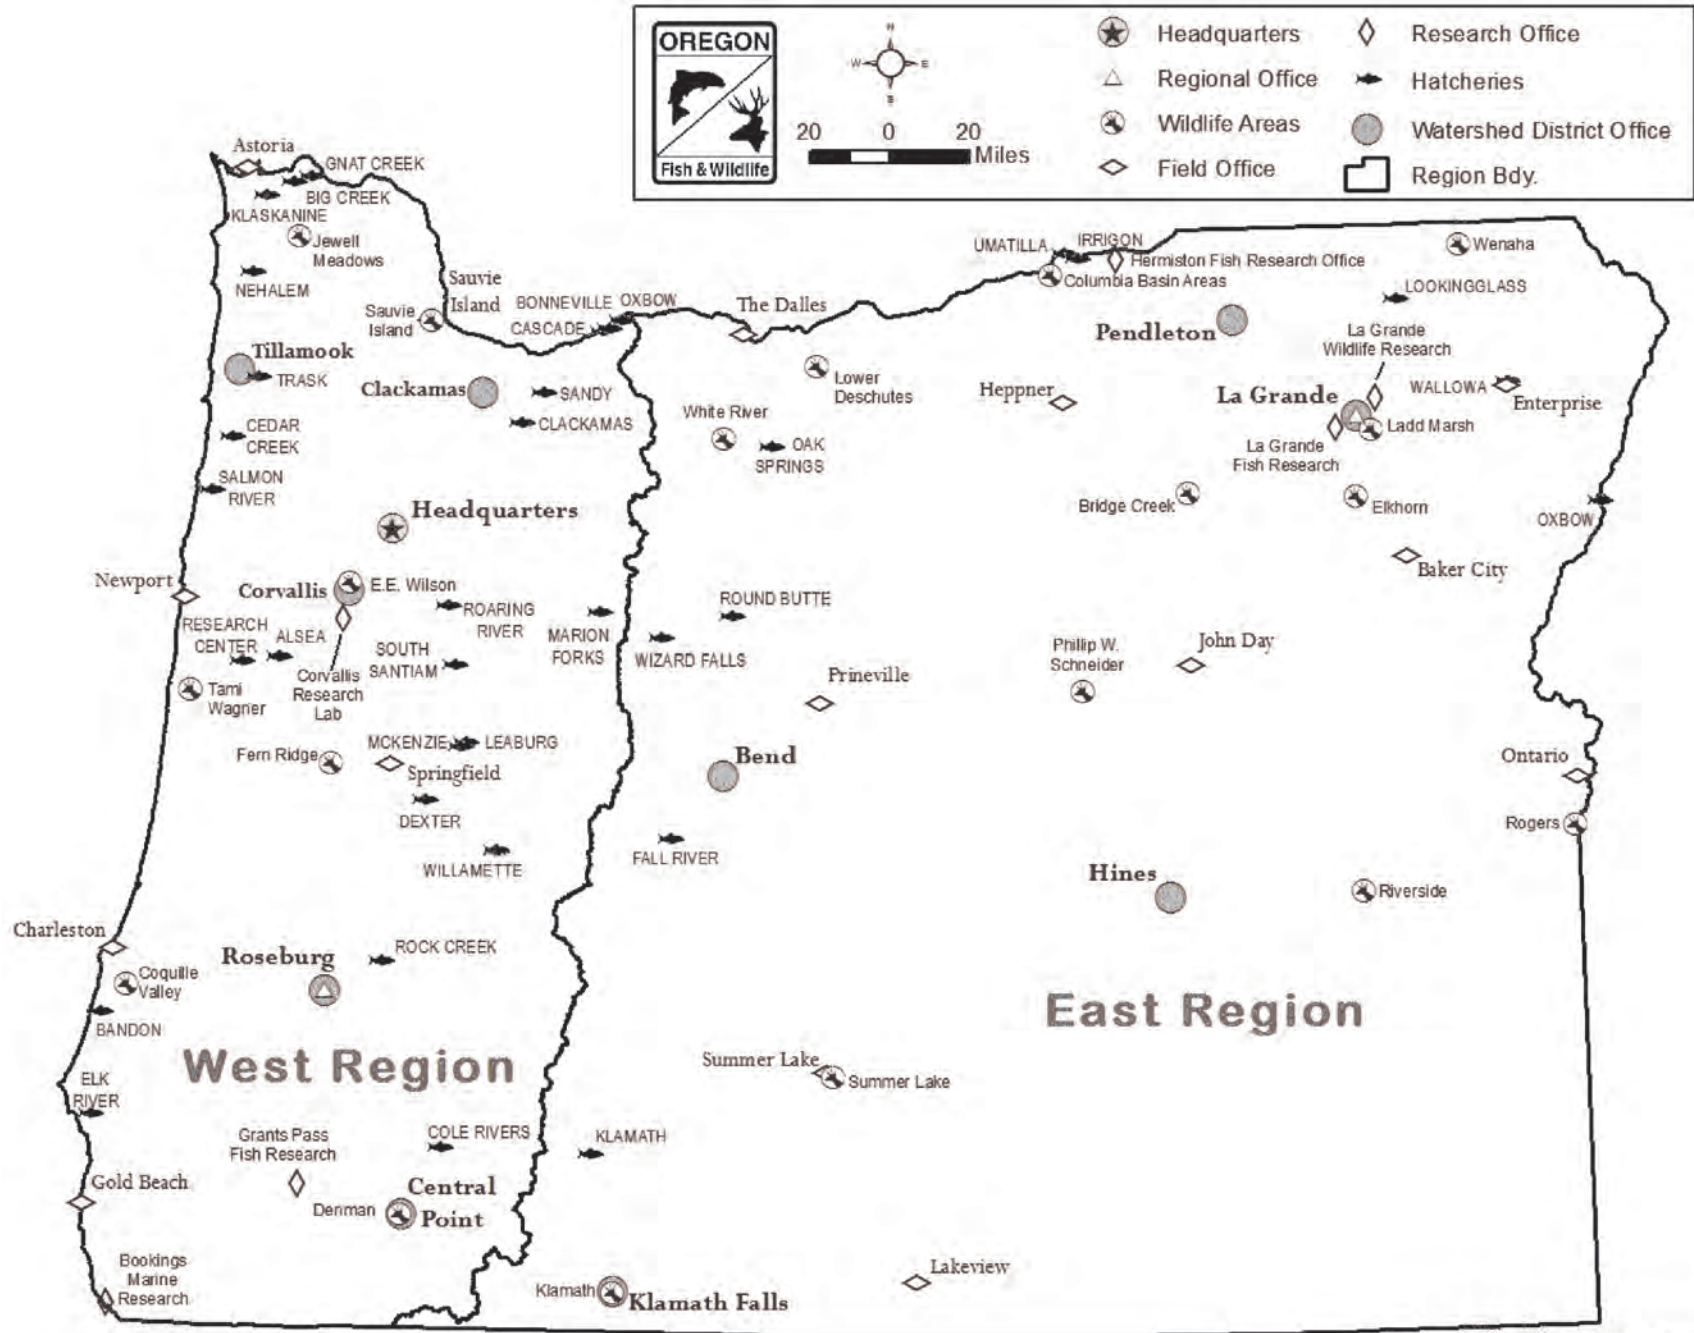 OREGON
Fish & Wildlife
N
W
E
S
20 0 20
Miles
Headquarters
Regional Office
Wildlife Areas
Field Office
Research Office
Hatcheries
Watershed District Office
Region Bdy.
Astoria
GNAT CREEK
BIG CREEK
KLASKANINE
Jewell
Meadows
NEHALEM
Sauvie
Island
Sauvie
Island
BONNEVILLE
OXBOW
CASCADE
The Dalles
UMATILLA
IRRIGON
Hermiston Fish Research Office
Columbia Basin Areas
Wenaha
LOOKINGGLASS
Pendleton
La Grande
Wildlife Research
Tillamook
TRASK
Clackamas
SANDY
CLACKAMAS
Lower
Deschutes
White River
OAK
SPRINGS
Heppner
La Grande
WALLOWA
Enterprise
Ladd Marsh
La Grande
Fish Research
CEDAR
CREEK
SALMON
RIVER
Headquarters
Bridge Creek
Elkhorn
OXBOW
Baker City
Newport
Corvallis
E.E. Wilson
ROARING
RIVER
MARION
FORKS
ROUND BUTTE
WIZARD FALLS
RESEARCH
CENTER
ALSEA
SOUTH
SANTIAM
Corvallis
Research
Lab
Tami
Wagner
Phillip W.
Schneider
John Day
Prineville
Fern Ridge
MCKENZIE
LEABURG
Springfield
DEXTER
WILLAMETTE
Bend
FALL RIVER
Ontario
Rogers
Hines
Riverside
Charleston
Coquille
Valley
BANDON
Roseburg
ROCK CREEK
West Region
East Region
ELK
RIVER
Summer Lake
Summer Lake
Grants Pass
Fish Research
COLE RIVERS
KLAMATH
Gold Beach
Denman
Central
Point
Bookings
Marine
Research
Klamath
Klamath Falls
Lakeview